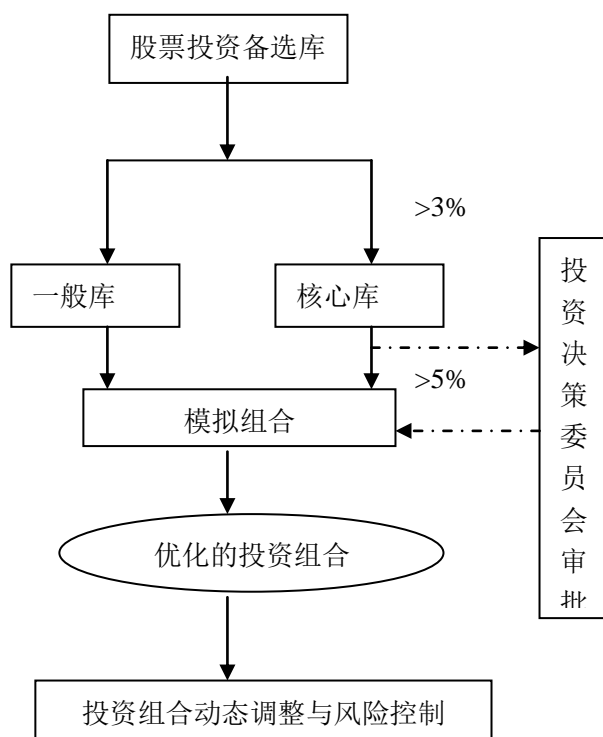 股票投资备选库
>3%
一般库
核心库
>5%
模拟组合
优化的投资组合
投资组合动态调整与风险控制
投
资
决
策
委
员
会
审
批